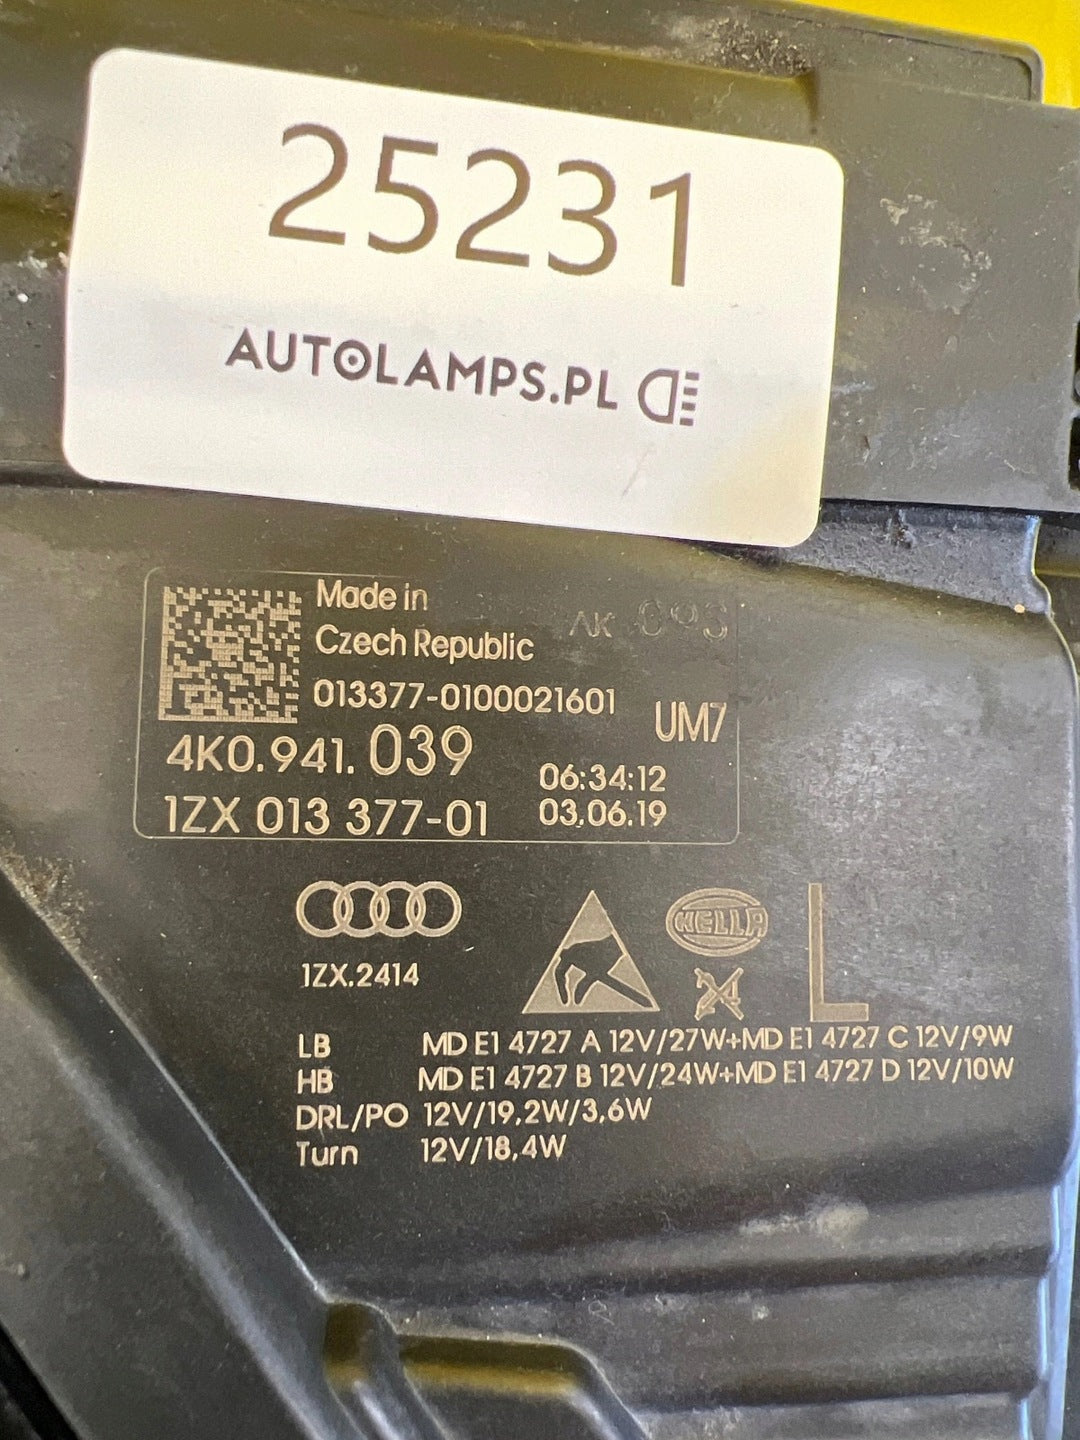 25231
AUTOLAMPS.PL
Made in
Czech Republic
013377-0100021601
UM7
4K0.941.039
06:34:12
1ZX 013 377-01
03.06.19
1ZX.2414
HELLA
L
LB MD E1 4727 A 12V/27W+MD E1 4727 C 12V/9W
HB MD E1 4727 B 12V/24W+MD E1 4727 D 12V/10W
DRL/PO 12V/19,2W/3,6W
Turn 12V/18,4W